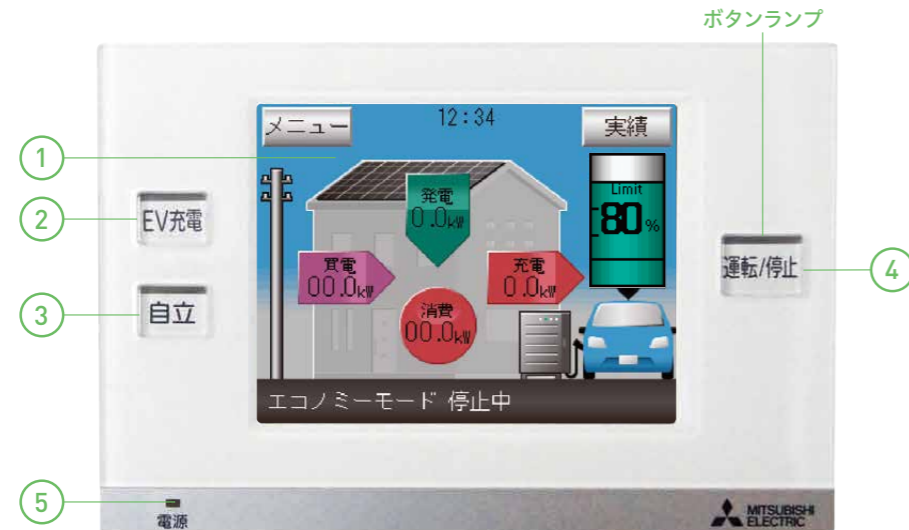 ボタンランプ
メニュー
12:34
実績
1
2
EV充電
3
自立
発電
0.0kW
買電
00.0kW
充電
0.0kW
消費
00.0kW
Limit
80%
運転/停止
4
エコノミーモード 停止中
5
電源
MITSUBISHI
ELECTRIC